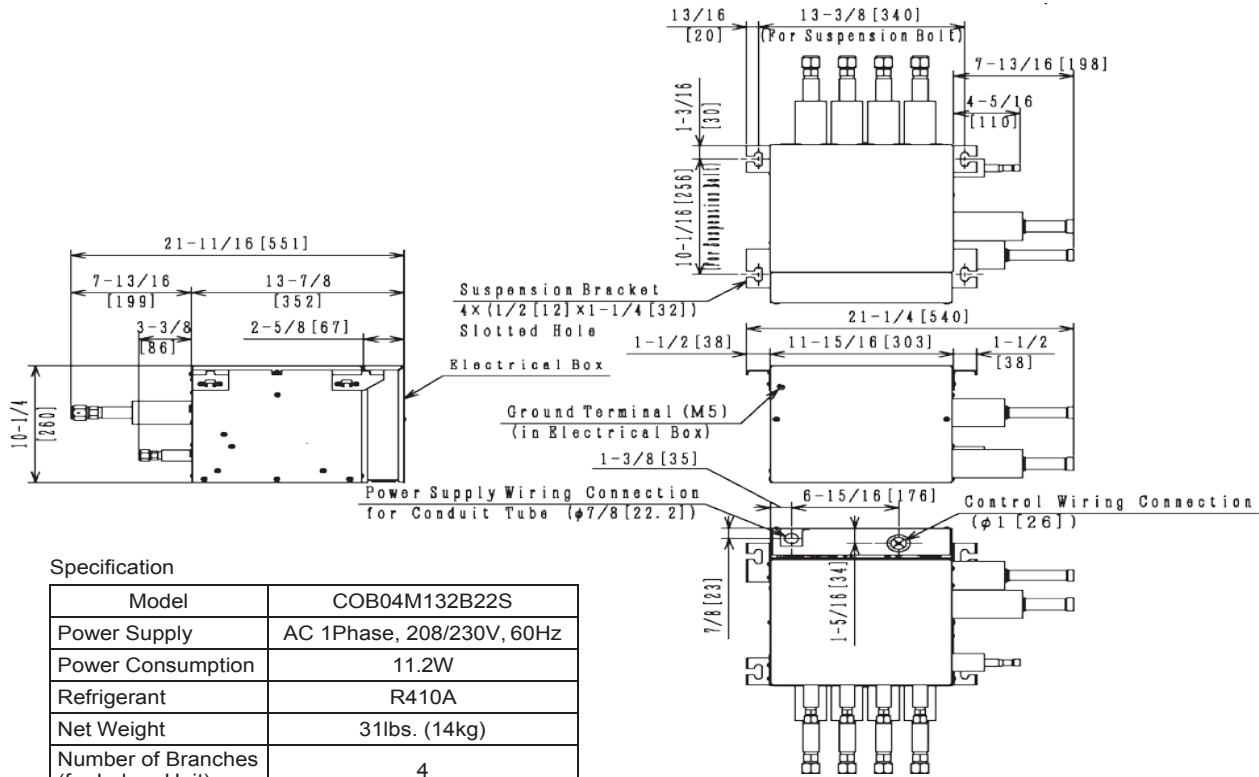 13/16
[20]
13-3/8 [340]
(For Suspension Bolt)
7-13/16 [198]
4-5/16
[110]
1-3/16
[30]
10-1/16 [256]
(For Suspension Bolt)
Suspension Bracket
4×(1/2 [12] ×1-1/4 [32])
Slotted Hole
21-11/16 [551]
7-13/16
[199]
13-7/8
[352]
3-3/8
[86]
2-5/8 [67]
Electrical Box
10-1/4
[260]
21-1/4 [540]
1-1/2 [38]
11-15/16 [303]
1-1/2
[38]
Ground Terminal (M5)
(in Electrical Box)
1-3/8 [35]
Power Supply Wiring Connection
for Conduit Tube (φ7/8 [22.2])
6-15/16 [176]
Control Wiring Connection
(φ1 [26])
7/8 [23]
1-5/16 [34]
Specification
Model COB04M132B22S
Power Supply AC 1Phase, 208/230V, 60Hz
Power Consumption 11.2W
Refrigerant R410A
Net Weight 31lbs. (14kg)
Number of Branches 4